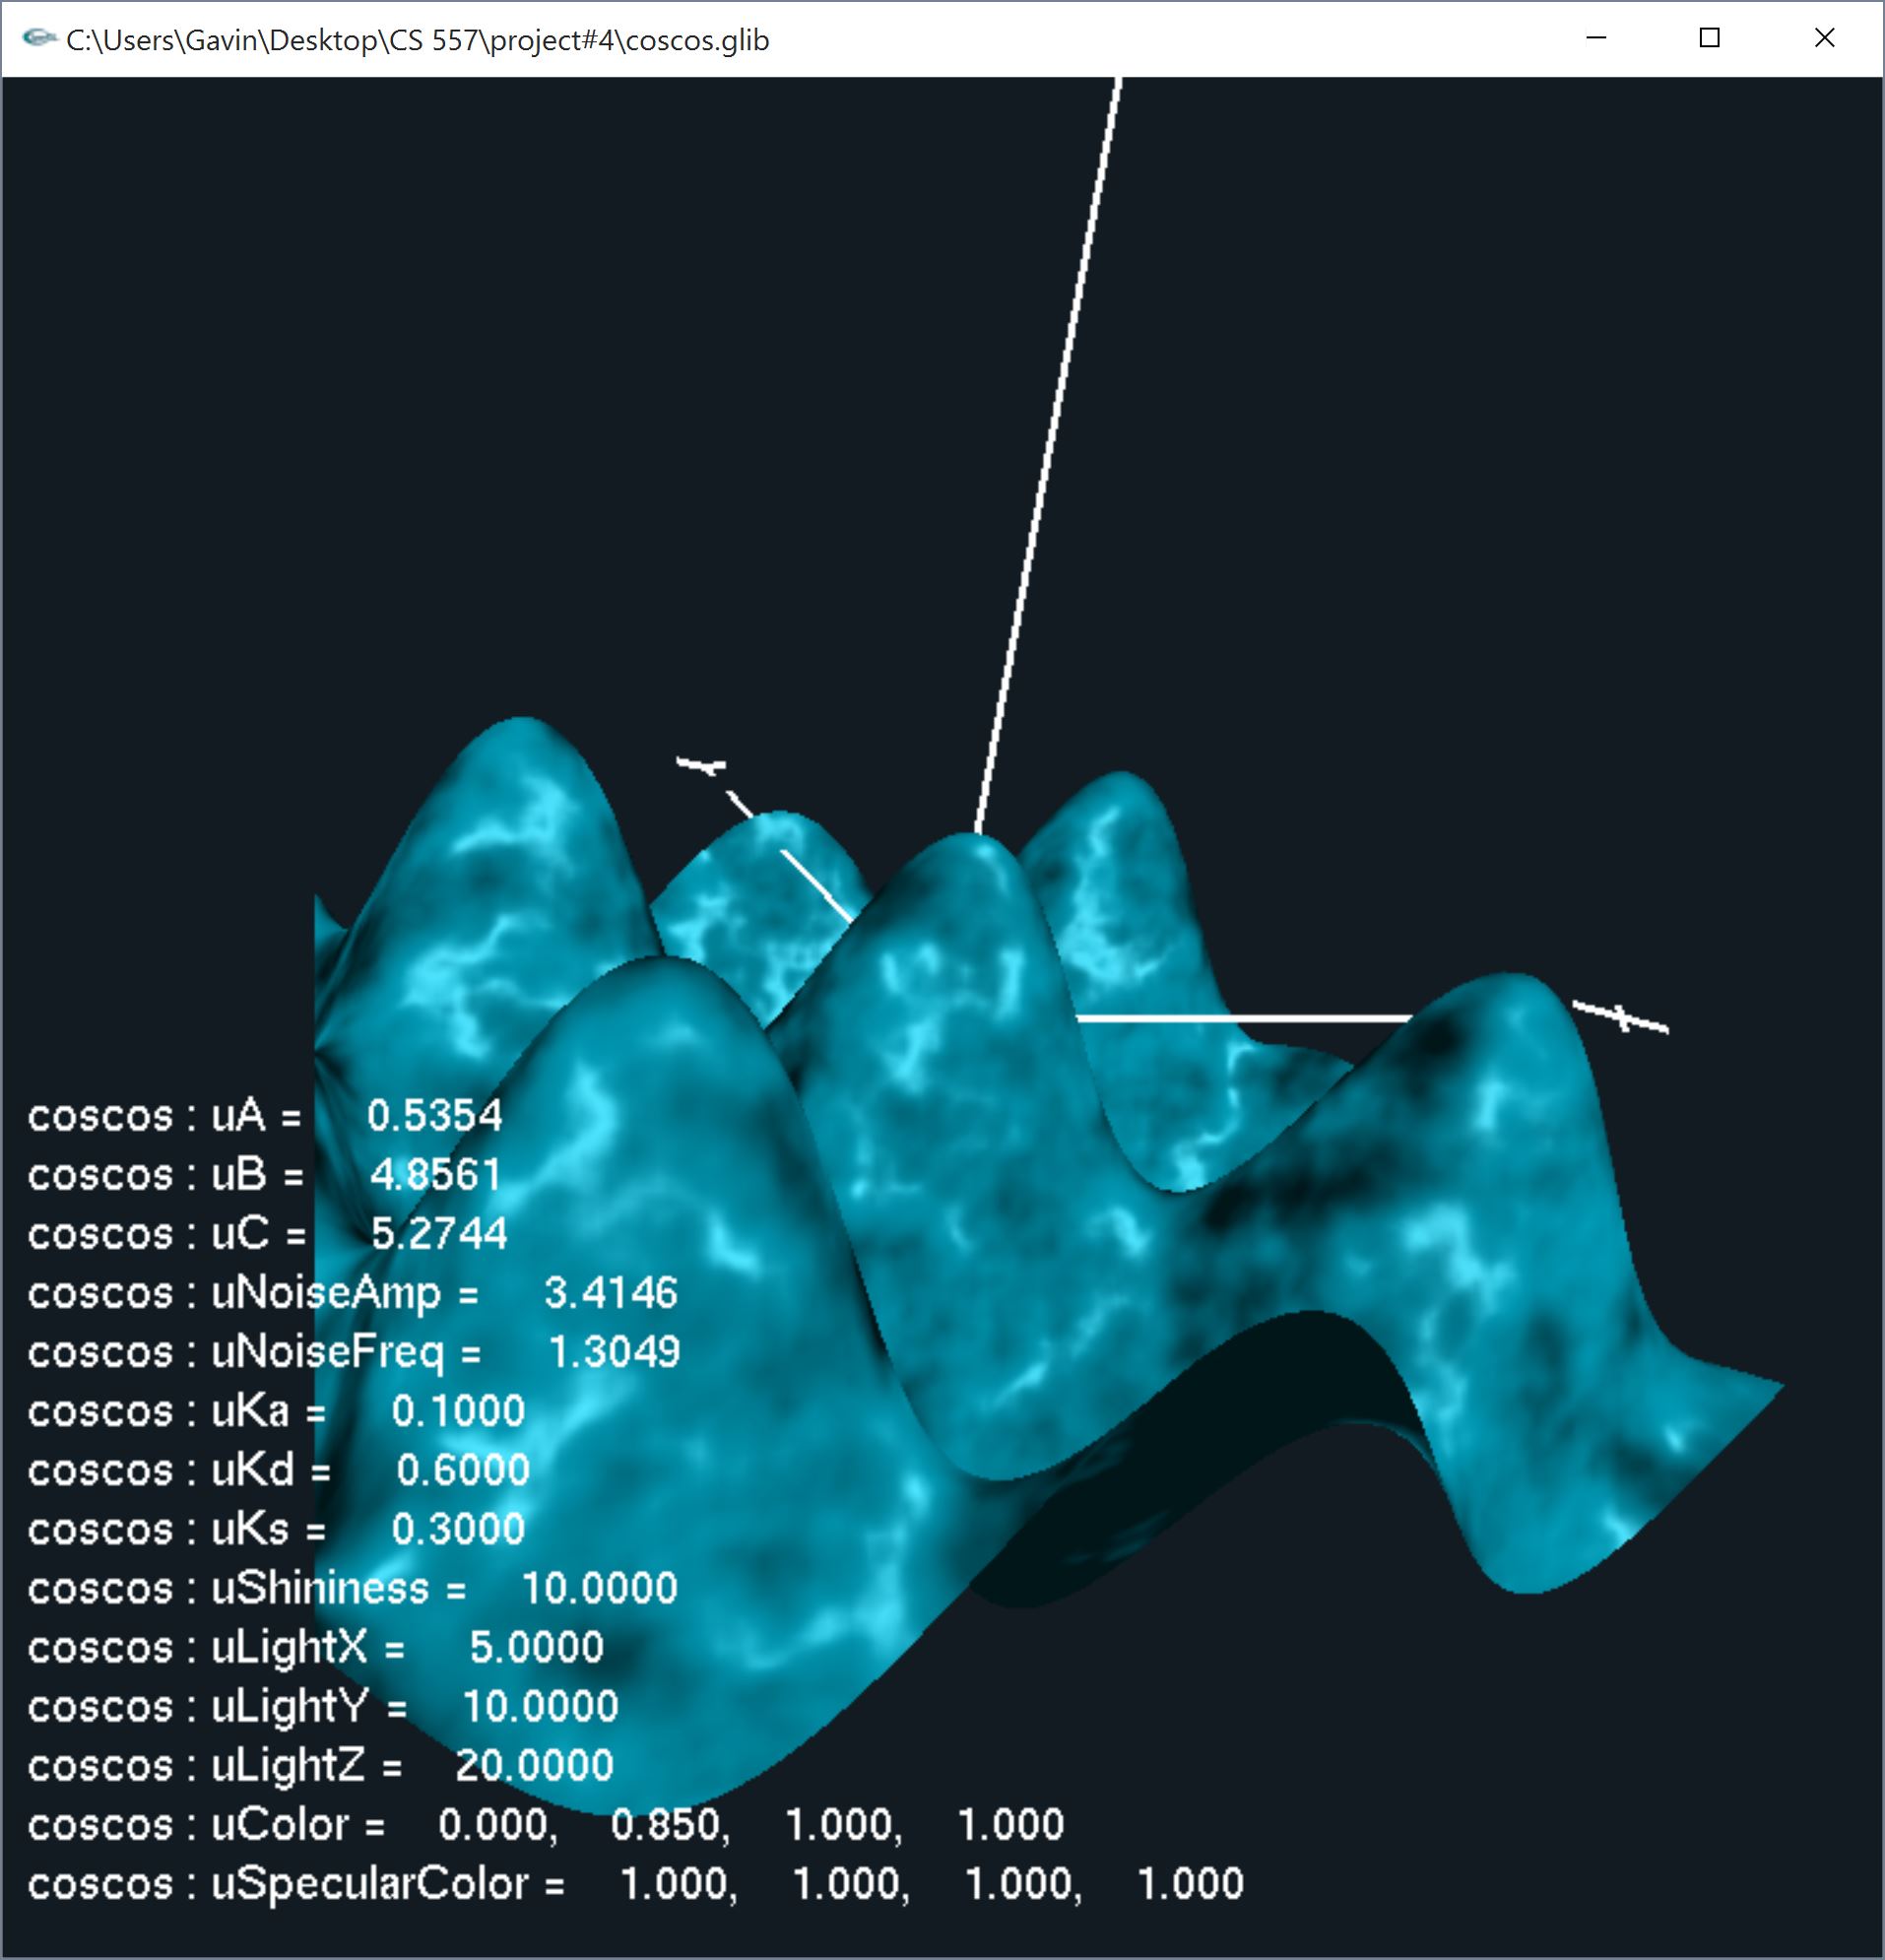 C:\Users\Gavin\Desktop\CS 557\project#4\coscos.glib
Y
X
coscos : uA = 0.5354
coscos : uB = 4.8561
coscos : uC = 5.2744
coscos : uNoiseAmp = 3.4146
coscos : uNoiseFreq = 1.3049
coscos : uKa = 0.1000
coscos : uKd = 0.6000
coscos : uKs = 0.3000
coscos : uShininess = 10.0000
coscos : uLightX = 5.0000
coscos : uLightY = 10.0000
coscos : uLightZ = 20.0000
coscos : uColor = 0.000, 0.850, 1.000, 1.000
coscos : uSpecularColor = 1.000, 1.000, 1.000, 1.000